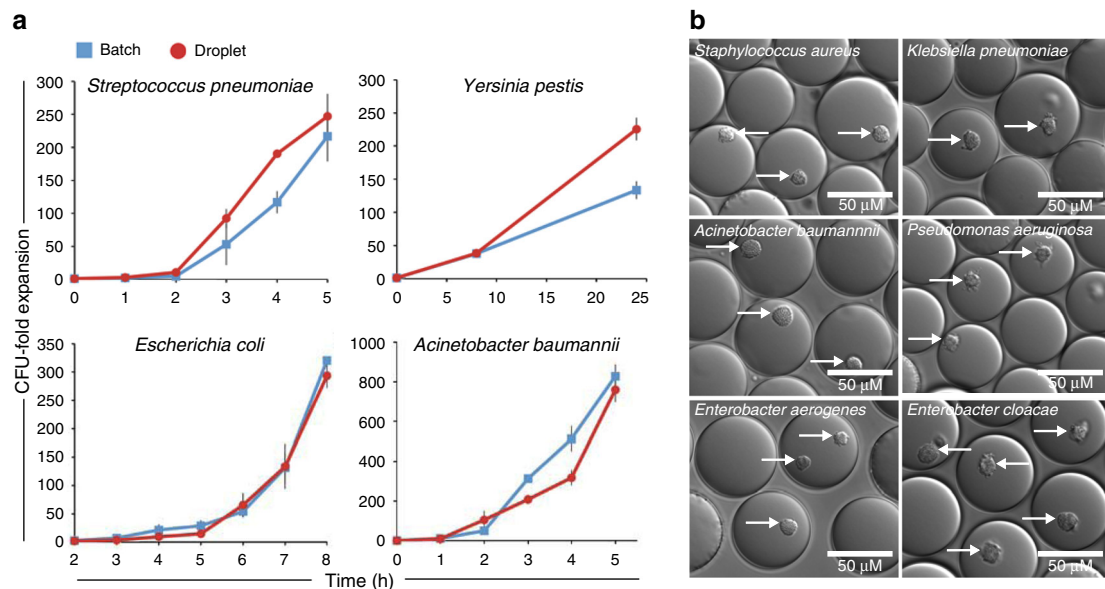 a
Batch Droplet
Streptococcus pneumoniae
Yersinia pestis
300
250
200
150
100
50
0
0 1 2 3 4 5
300
250
200
150
100
50
0
0 5 10 15 20 25
CFU-fold expansion
Escherichia coli
Acinetobacter baumannii
350
300
250
200
150
100
50
0
2 3 4 5 6 7 8
1000
800
600
400
200
0
0 1 2 3 4 5
Time (h)
b
Staphylococcus aureus
50 µM
Klebsiella pneumoniae
50 µM
Acinetobacter baumannnii
50 µM
Pseudomonas aeruginosa
50 µM
Enterobacter aerogenes
50 µM
Enterobacter cloacae
50 µM